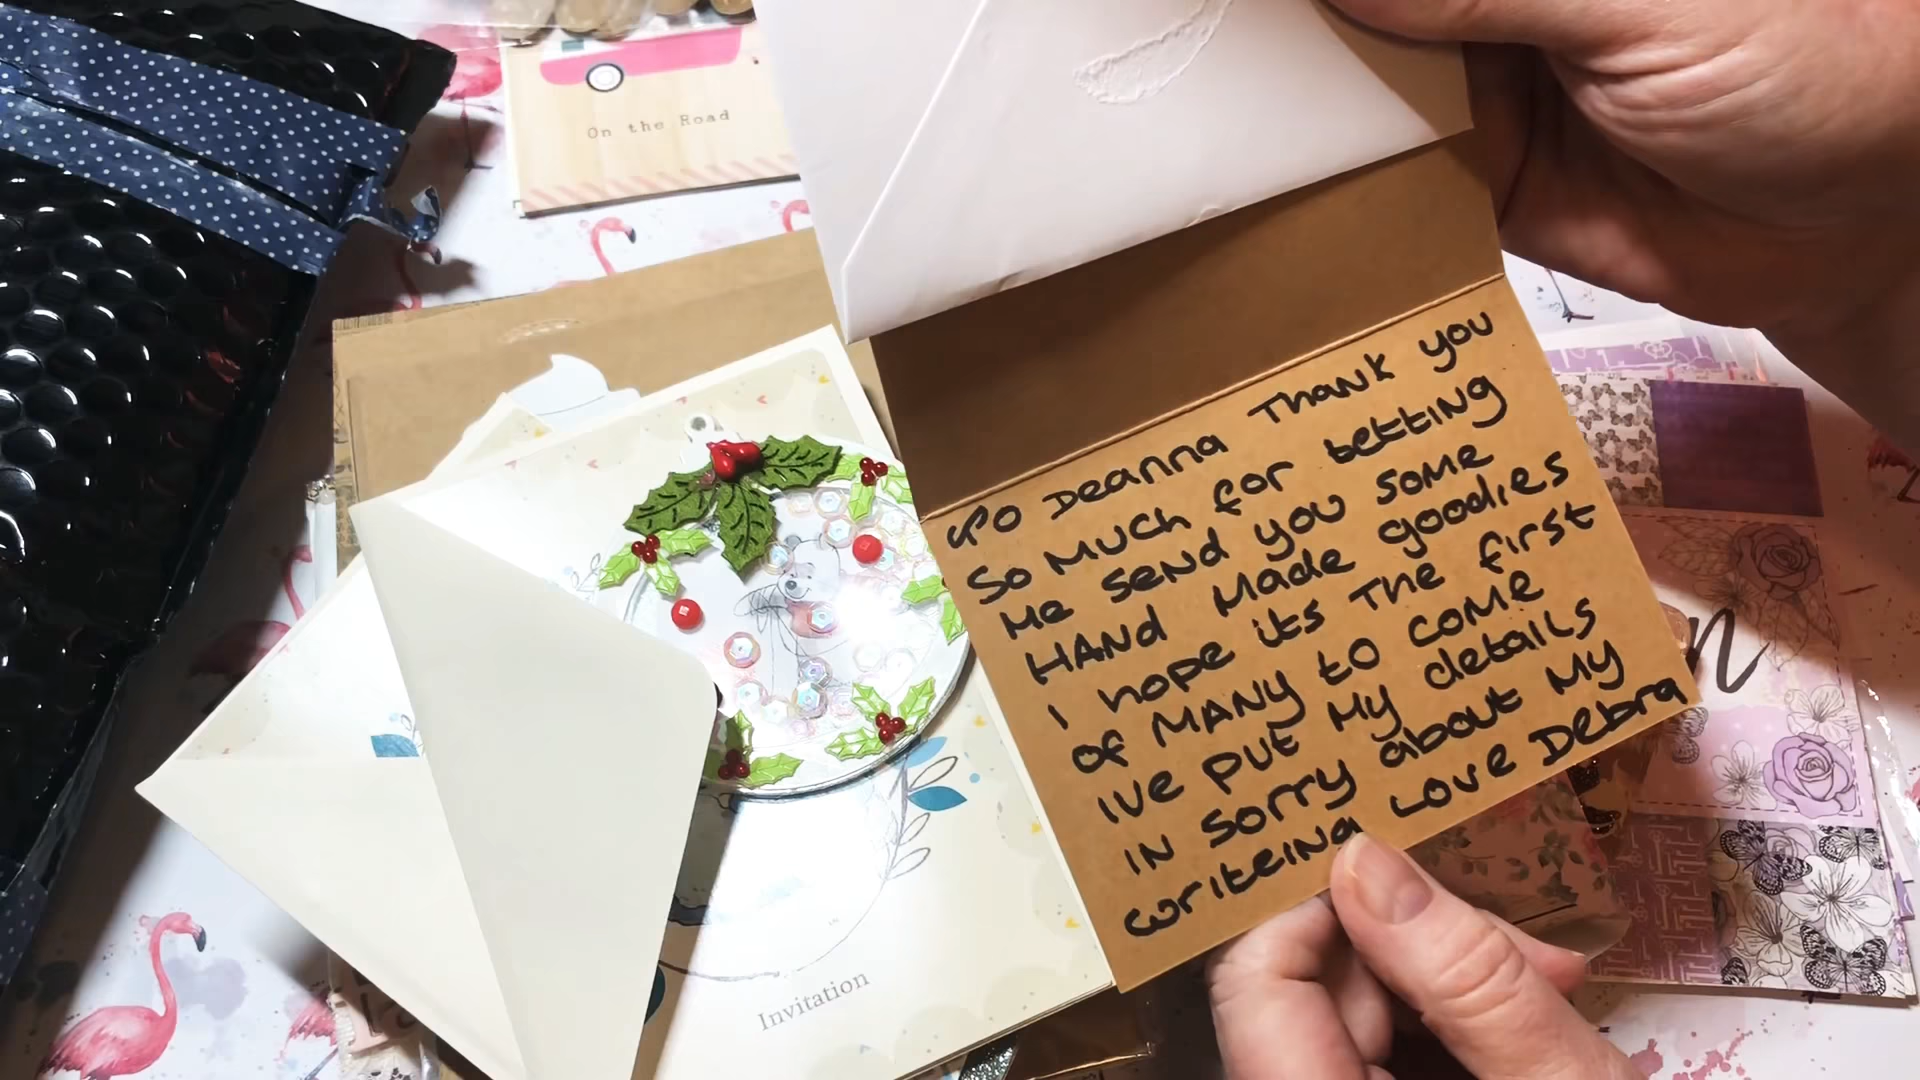 On the Road
to Deanna Thank you
So Much for letting
Me send you some
HAND Made goodies
I hope its The first
of MANY to come
IVe put My details
IN sorry about My
writeing Love Debra
Invitation